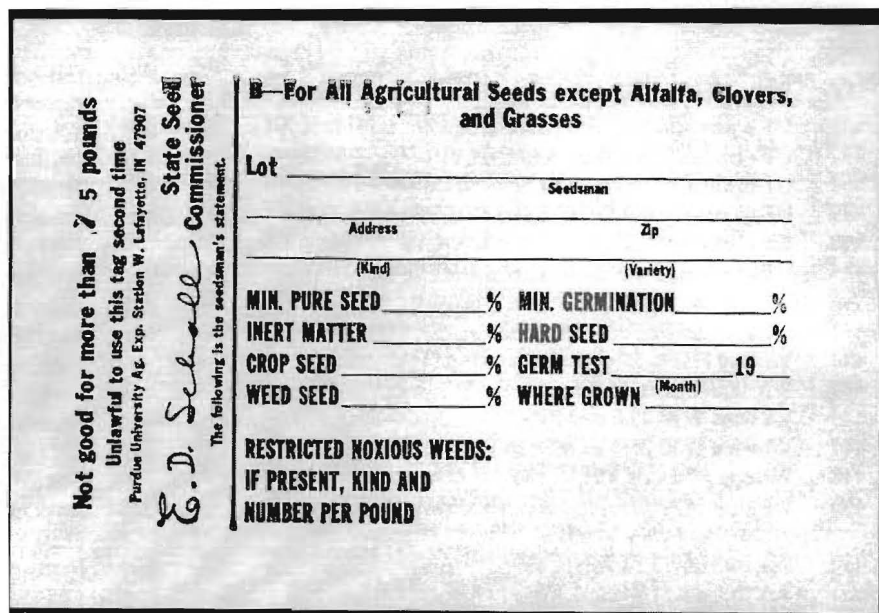 Not good for more than 75 pounds
Unlawful to use this tag second time
Purdue University Ag. Exp. Station W. Lafayette, IN 47907
E. D. Schall State Seed
Commissioner
The following is the seedsman's statement.
B—For All Agricultural Seeds except Alfalfa, Clovers,
and Grasses
Lot
Seedsman
Address Zip
(Kind) (Variety)
MIN. PURE SEED % MIN. GERMINATION %
INERT MATTER % HARD SEED %
CROP SEED % GERM TEST 19
WEED SEED % WHERE GROWN (Month)
RESTRICTED NOXIOUS WEEDS:
IF PRESENT, KIND AND
NUMBER PER POUND